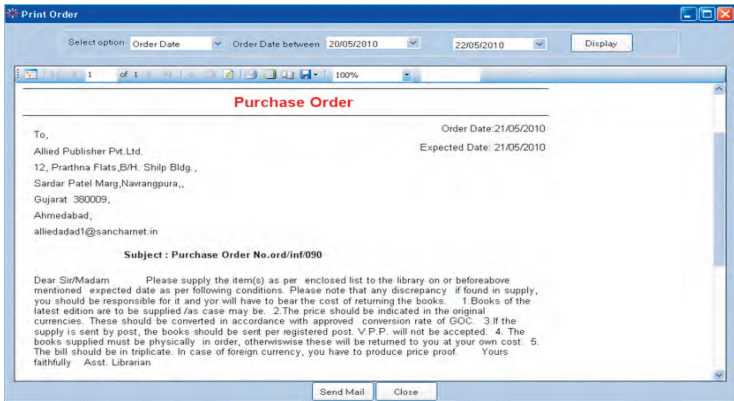 Print Order
Select option Order Date Order Date between 20/05/2010 22/05/2010 Display
1 of 1 100%
Purchase Order
Order Date:21/05/2010
To,
Expected Date: 21/05/2010
Allied Publisher Pvt.Ltd.
12, Prarthna Flats,B/H. Shilp Bldg.,
Sardar Patel Marg,Navrangpura,,
Gujarat 380009,
Ahmedabad,
alliedadad1@sancharnet.in
Subject : Purchase Order No.ord/inf/090
Dear Sir/Madam Please supply the item(s) as per enclosed list to the library on or beforeabove
mentioned expected date as per following conditions. Please note that any discrepancy if found in supply,
you should be responsible for it and yor will have to bear the cost of returning the books. 1.Books of the
latest edition are to be supplied /as case may be. 2.The price should be indicated in the original
currencies. These should be converted in accordance with approved conversion rate of GOC. 3.If the
supply is sent by post, the books should be sent per registered post. V.P.P. will not be accepted. 4. The
books supplied must be physically in order, otherwiswise these will be returned to you at your own cost. 5.
The bill should be in triplicate. In case of foreign currency, you have to produce price proof. Yours
faithfully Asst. Librarian
Send Mail Close